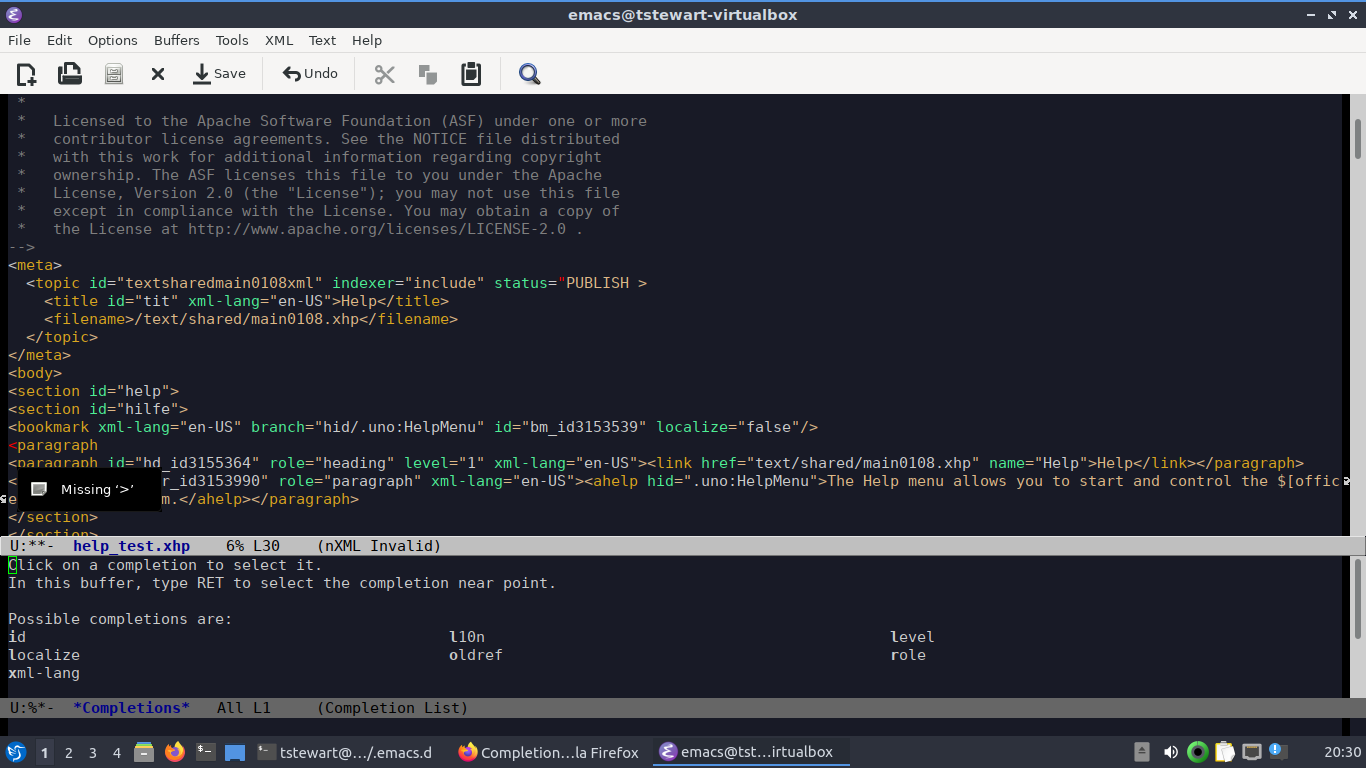 emacs@tstewart-virtualbox
File Edit Options Buffers Tools XML Text Help
Save Undo
*
*   Licensed to the Apache Software Foundation (ASF) under one or more
*   contributor license agreements. See the NOTICE file distributed
*   with this work for additional information regarding copyright
*   ownership. The ASF licenses this file to you under the Apache
*   License, Version 2.0 (the "License"); you may not use this file
*   except in compliance with the License. You may obtain a copy of
*   the License at http://www.apache.org/licenses/LICENSE-2.0 .
-->
<meta>
  <topic id="textsharedmain0108xml" indexer="include" status="PUBLISH >
    <title id="tit" xml-lang="en-US">Help</title>
    <filename>/text/shared/main0108.xhp</filename>
  </topic>
</meta>
<body>
<section id="help">
<section id="hilfe">
<bookmark xml-lang="en-US" branch="hid/.uno:HelpMenu" id="bm_id3153539" localize="false"/>
<paragraph
<paragraph id="hd_id3155364" role="heading" level="1" xml-lang="en-US"><link href="text/shared/main0108.xhp" name="Help">Help</link></paragraph>
r_id3153990" role="paragraph" xml-lang="en-US"><ahelp hid=".uno:HelpMenu">The Help menu allows you to start and control the $[offic
Missing ‘>’
e m.</ahelp></paragraph>
</section>
</section>
U:**-  help_test.xhp    6% L30    (nXML Invalid)
Click on a completion to select it.
In this buffer, type RET to select the completion near point.
Possible completions are:
id l10n level
localize oldref role
xml-lang
U:%*-  *Completions*   All L1     (Completion List)
1 2 3 4 tstewart@…/.emacs.d Completion…la Firefox emacs@tst…irtualbox 20:30